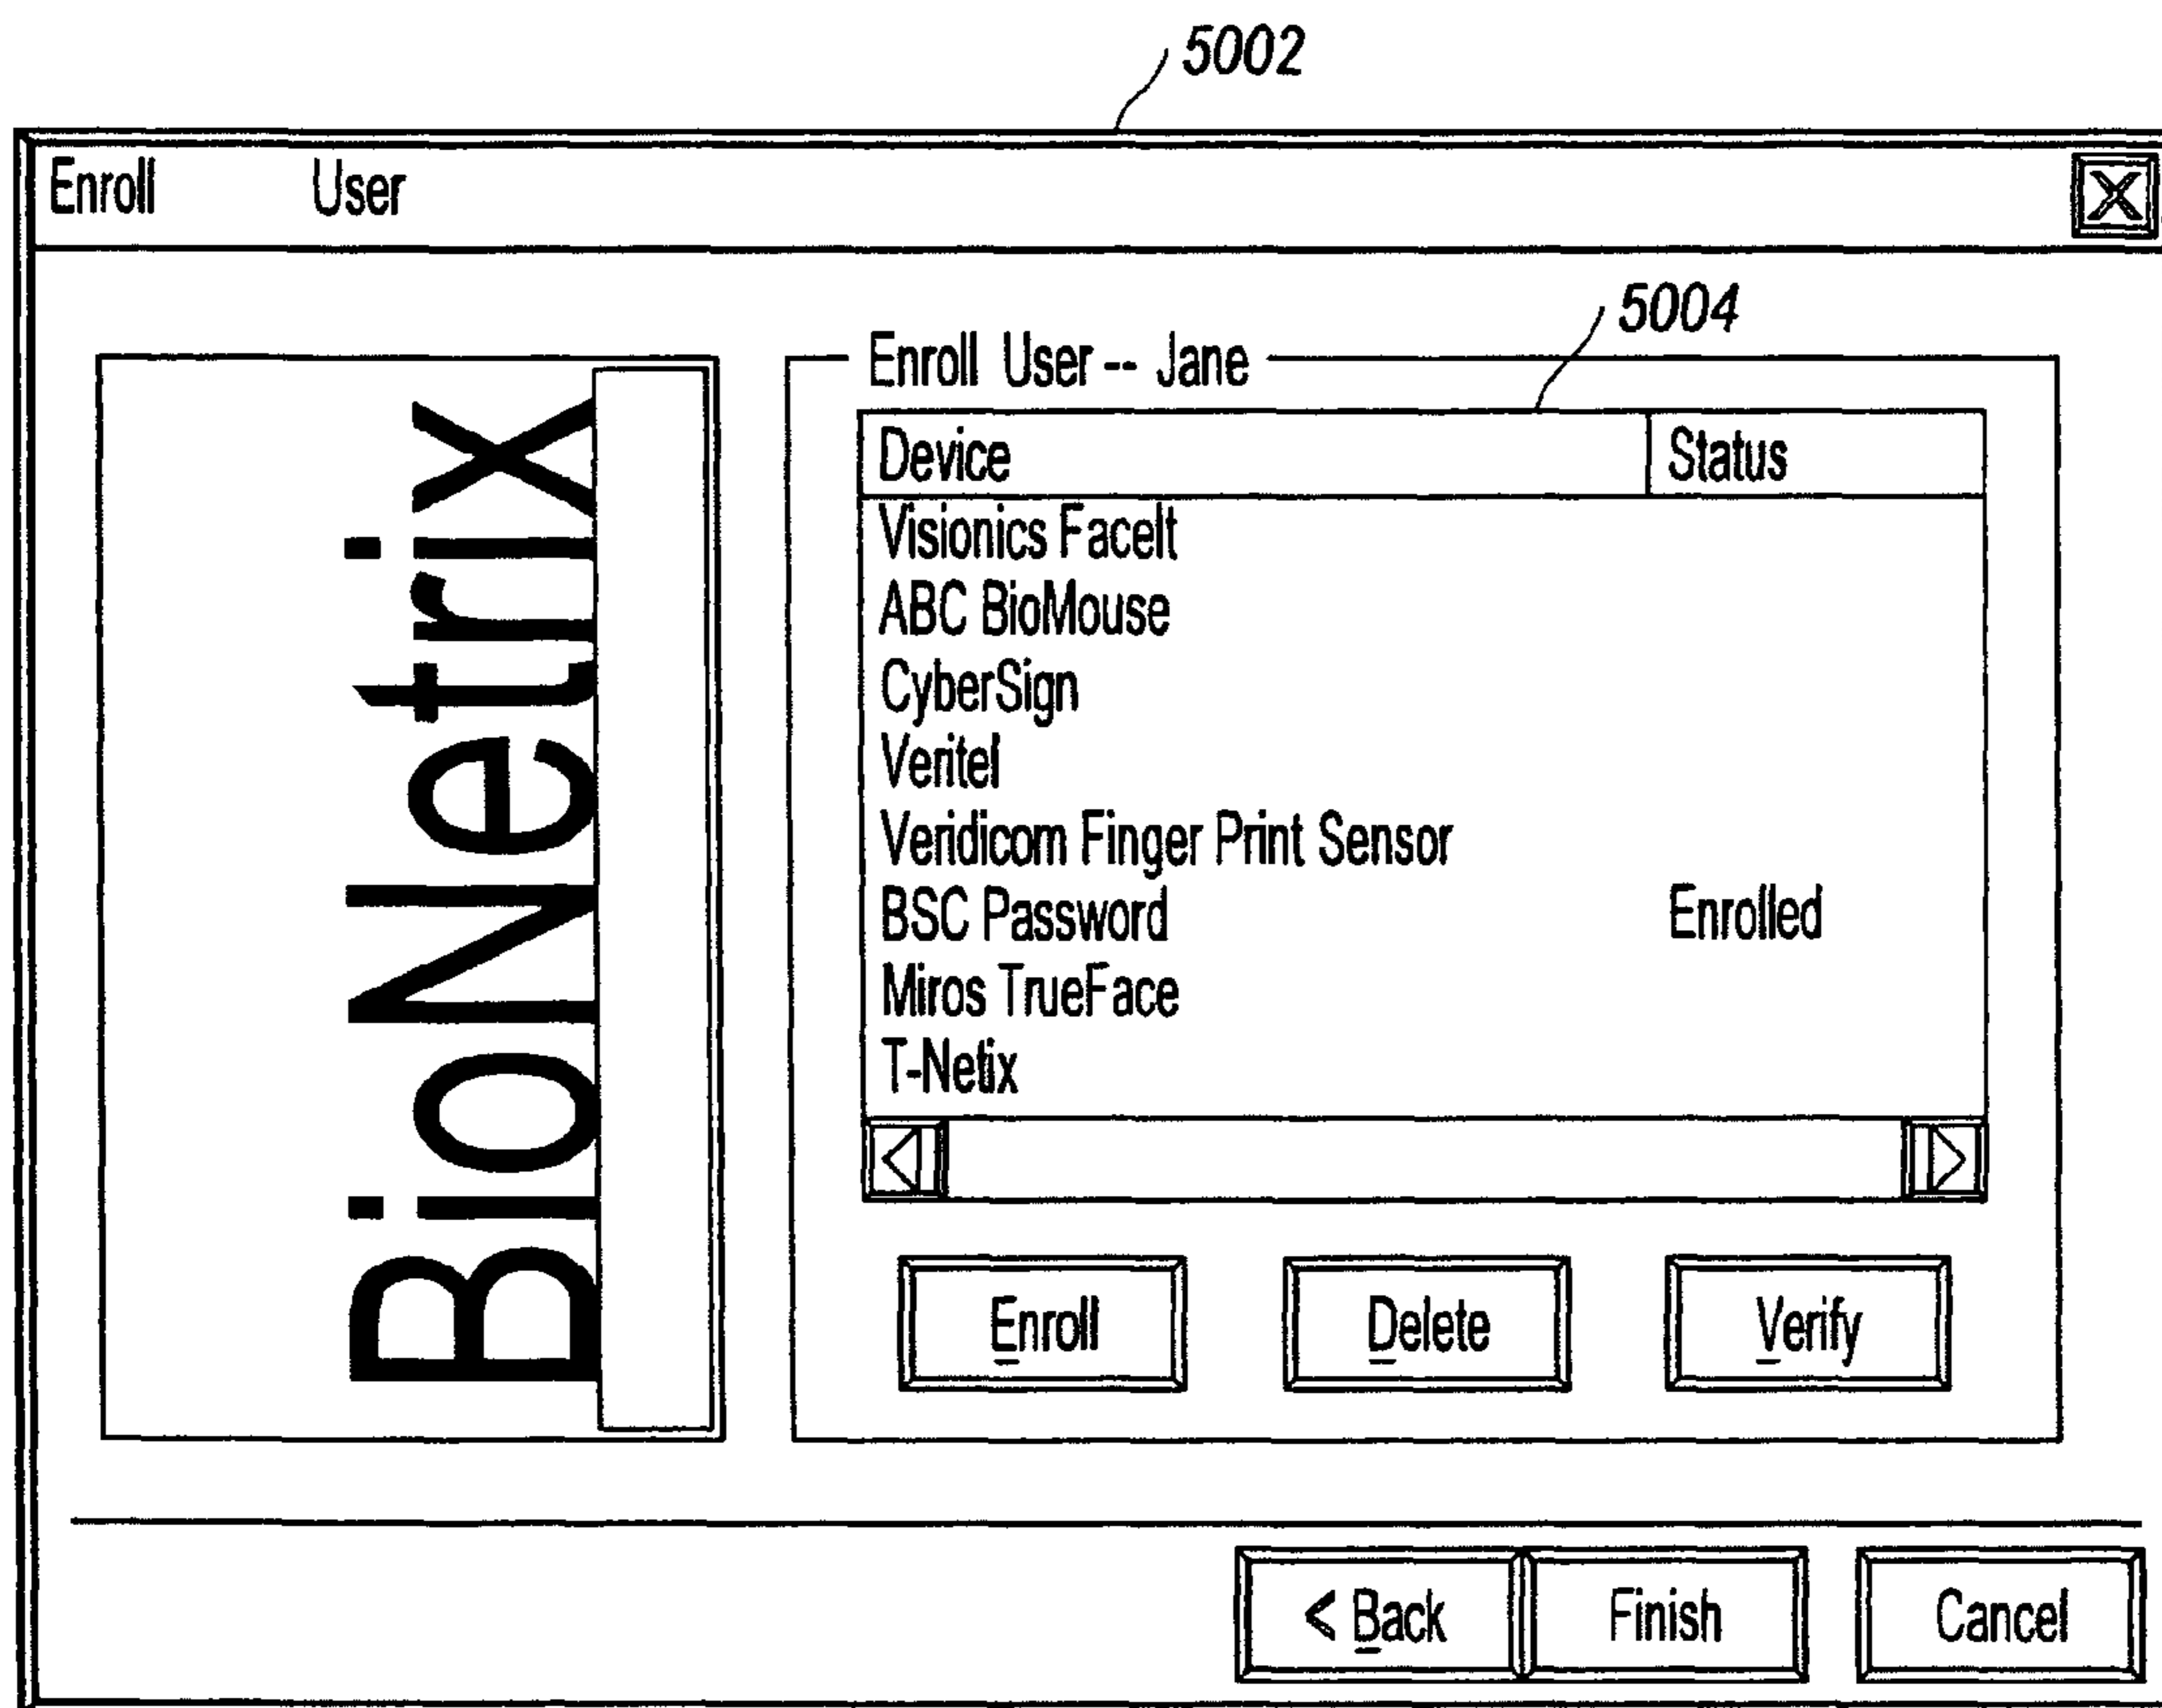 5002
Enroll User
X
BioNetrix
5004
Enroll User -- Jane
Device Status
Visionics FaceIt
ABC BioMouse
CyberSign
Veritel
Veridicom Finger Print Sensor
BSC Password Enrolled
Miros TrueFace
T-Netix
Enroll Delete Verify
< Back Finish Cancel